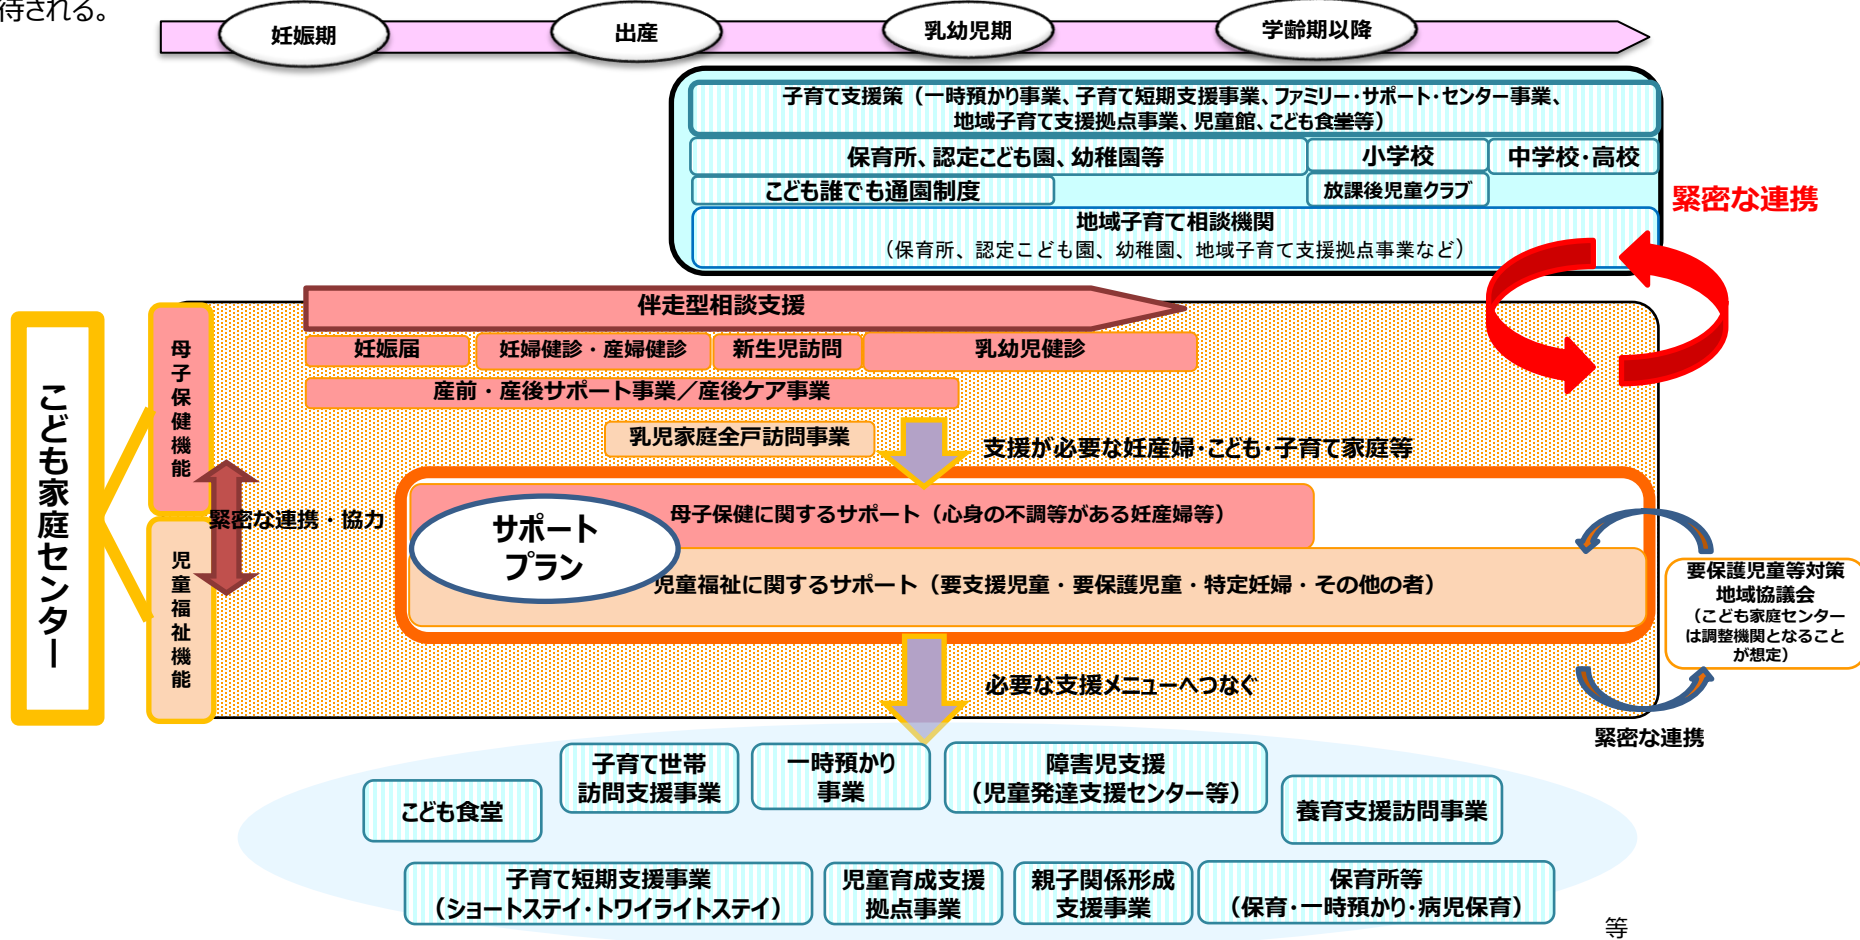 待される。
妊娠期
出産
乳幼児期
学齢期以降
子育て支援策（一時預かり事業、子育て短期支援事業、ファミリー・サポート・センター事業、
地域子育て支援拠点事業、児童館、こども食堂等）
保育所、認定こども園、幼稚園等
小学校
中学校・高校
こども誰でも通園制度
放課後児童クラブ
地域子育て相談機関
（保育所、認定こども園、幼稚園、地域子育て支援拠点事業など）
緊密な連携
こども家庭センター
母子保健機能
児童福祉機能
緊密な連携・協力
伴走型相談支援
妊娠届
妊婦健診・産婦健診
新生児訪問
乳幼児健診
産前・産後サポート事業／産後ケア事業
乳児家庭全戸訪問事業
支援が必要な妊産婦・こども・子育て家庭等
サポート
プラン
母子保健に関するサポート（心身の不調等がある妊産婦等）
児童福祉に関するサポート（要支援児童・要保護児童・特定妊婦・その他の者）
要保護児童等対策
地域協議会
（こども家庭センター
は調整機関となること
が想定）
緊密な連携
必要な支援メニューへつなぐ
こども食堂
子育て世帯
訪問支援事業
一時預かり
事業
障害児支援
（児童発達支援センター等）
養育支援訪問事業
子育て短期支援事業
（ショートステイ・トワイライトステイ）
児童育成支援
拠点事業
親子関係形成
支援事業
保育所等
（保育・一時預かり・病児保育）
等